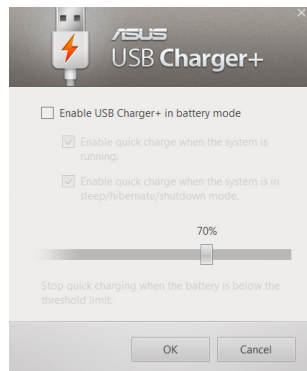 ASUS
USB Charger+
Enable USB Charger+ in battery mode
Enable quick charge when the system is
running.
Enable quick charge when the system is in
sleep/hibernate/shutdown mode.
70%
Stop quick charging when the battery is below the
threshold limit.
OK
Cancel